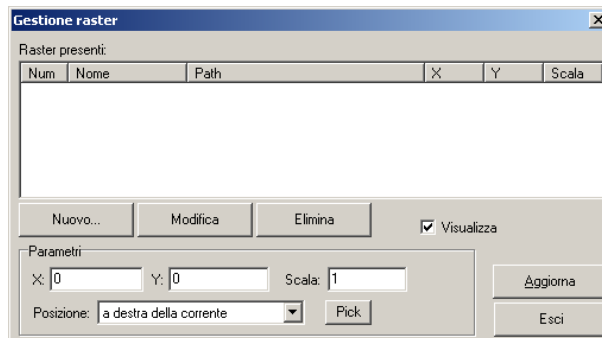 Gestione raster
Raster presenti:
Num Nome Path X Y Scala
Nuovo... Modifica Elimina Visualizza
Parametri
X: 0 Y: 0 Scala: 1
Aggiorna
Posizione: a destra della corrente Pick
Esci